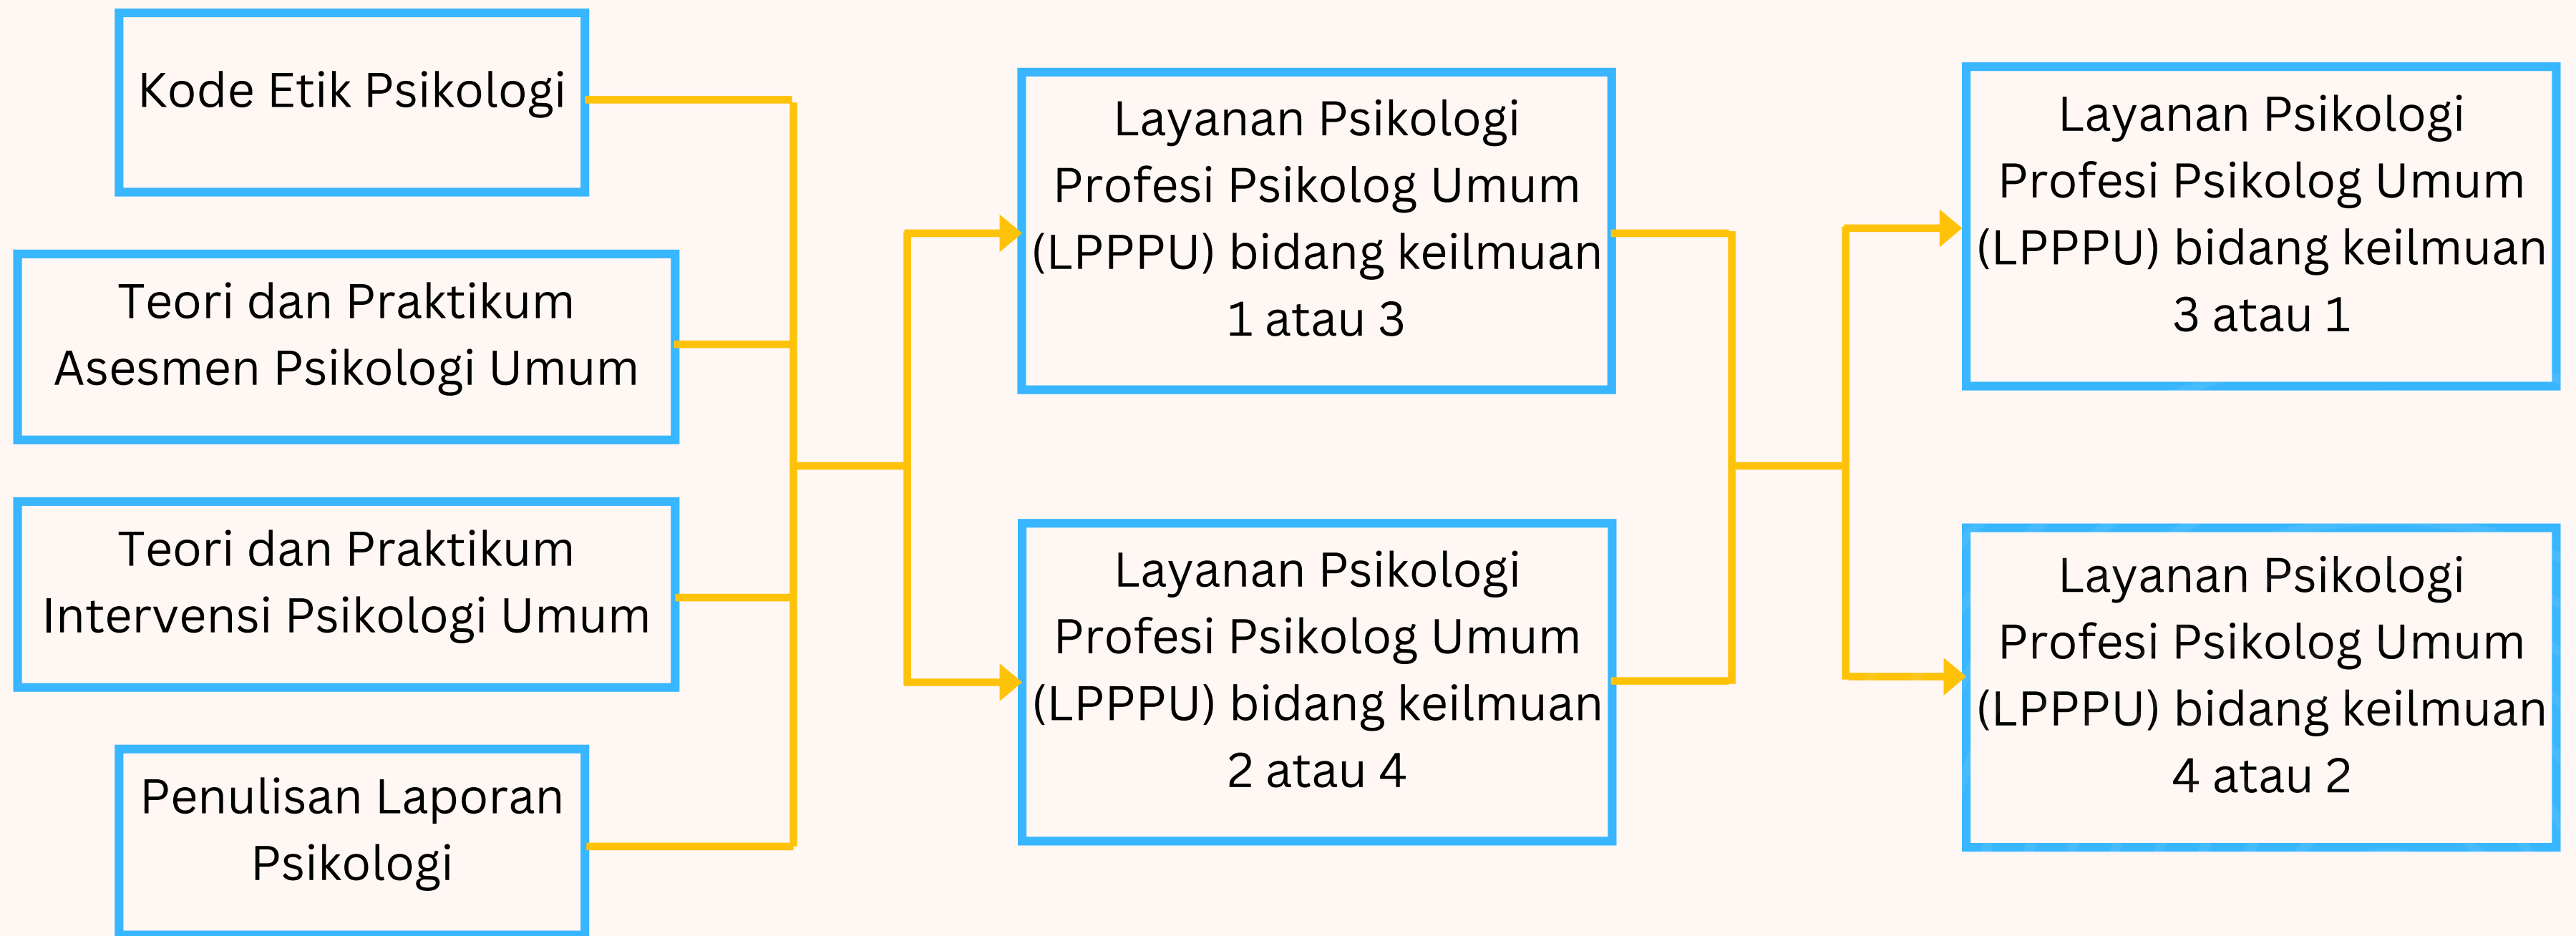 Kode Etik Psikologi
Teori dan Praktikum
Asesmen Psikologi Umum
Teori dan Praktikum
Intervensi Psikologi Umum
Penulisan Laporan
Psikologi
Layanan Psikologi
Profesi Psikolog Umum
(LPPPU) bidang keilmuan
1 atau 3
Layanan Psikologi
Profesi Psikolog Umum
(LPPPU) bidang keilmuan
2 atau 4
Layanan Psikologi
Profesi Psikolog Umum
(LPPPU) bidang keilmuan
3 atau 1
Layanan Psikologi
Profesi Psikolog Umum
(LPPPU) bidang keilmuan
4 atau 2